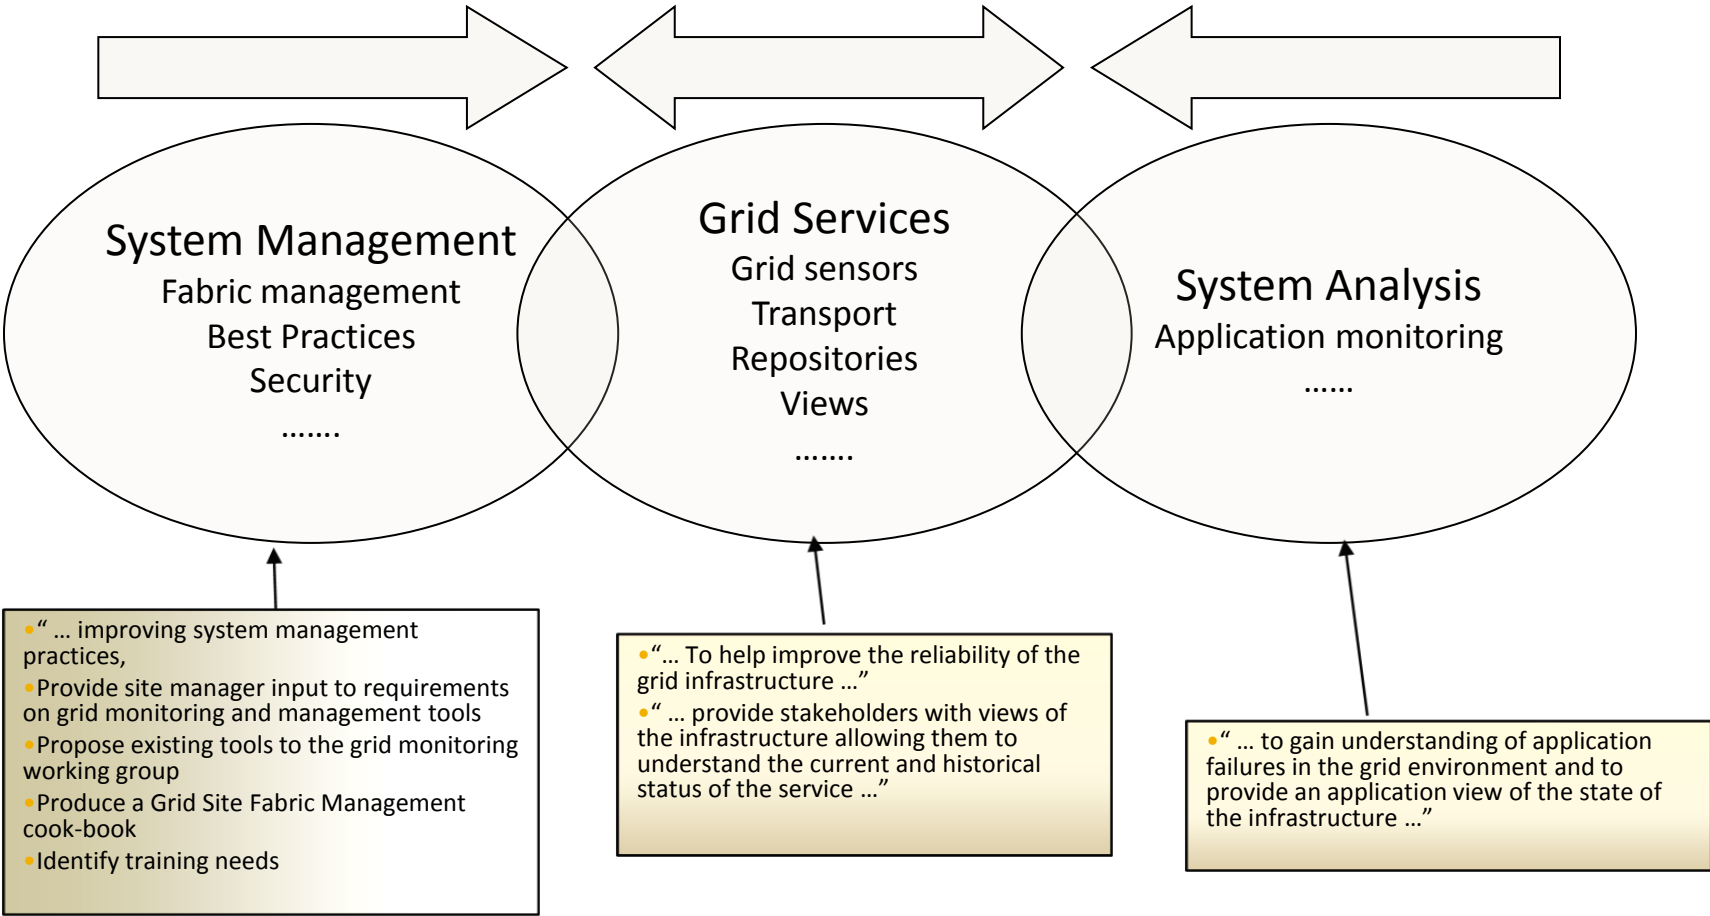 System Management
Fabric management
Best Practices
Security
…….
Grid Services
Grid sensors
Transport
Repositories
Views
…….
System Analysis
Application monitoring
……
•“ … improving system management
practices,
•Provide site manager input to requirements
on grid monitoring and management tools
•Propose existing tools to the grid monitoring
working group
•Produce a Grid Site Fabric Management
cook-book
•Identify training needs
•“… To help improve the reliability of the
grid infrastructure …”
•“ … provide stakeholders with views of
the infrastructure allowing them to
understand the current and historical
status of the service …”
•“ … to gain understanding of application
failures in the grid environment and to
provide an application view of the state of
the infrastructure …”